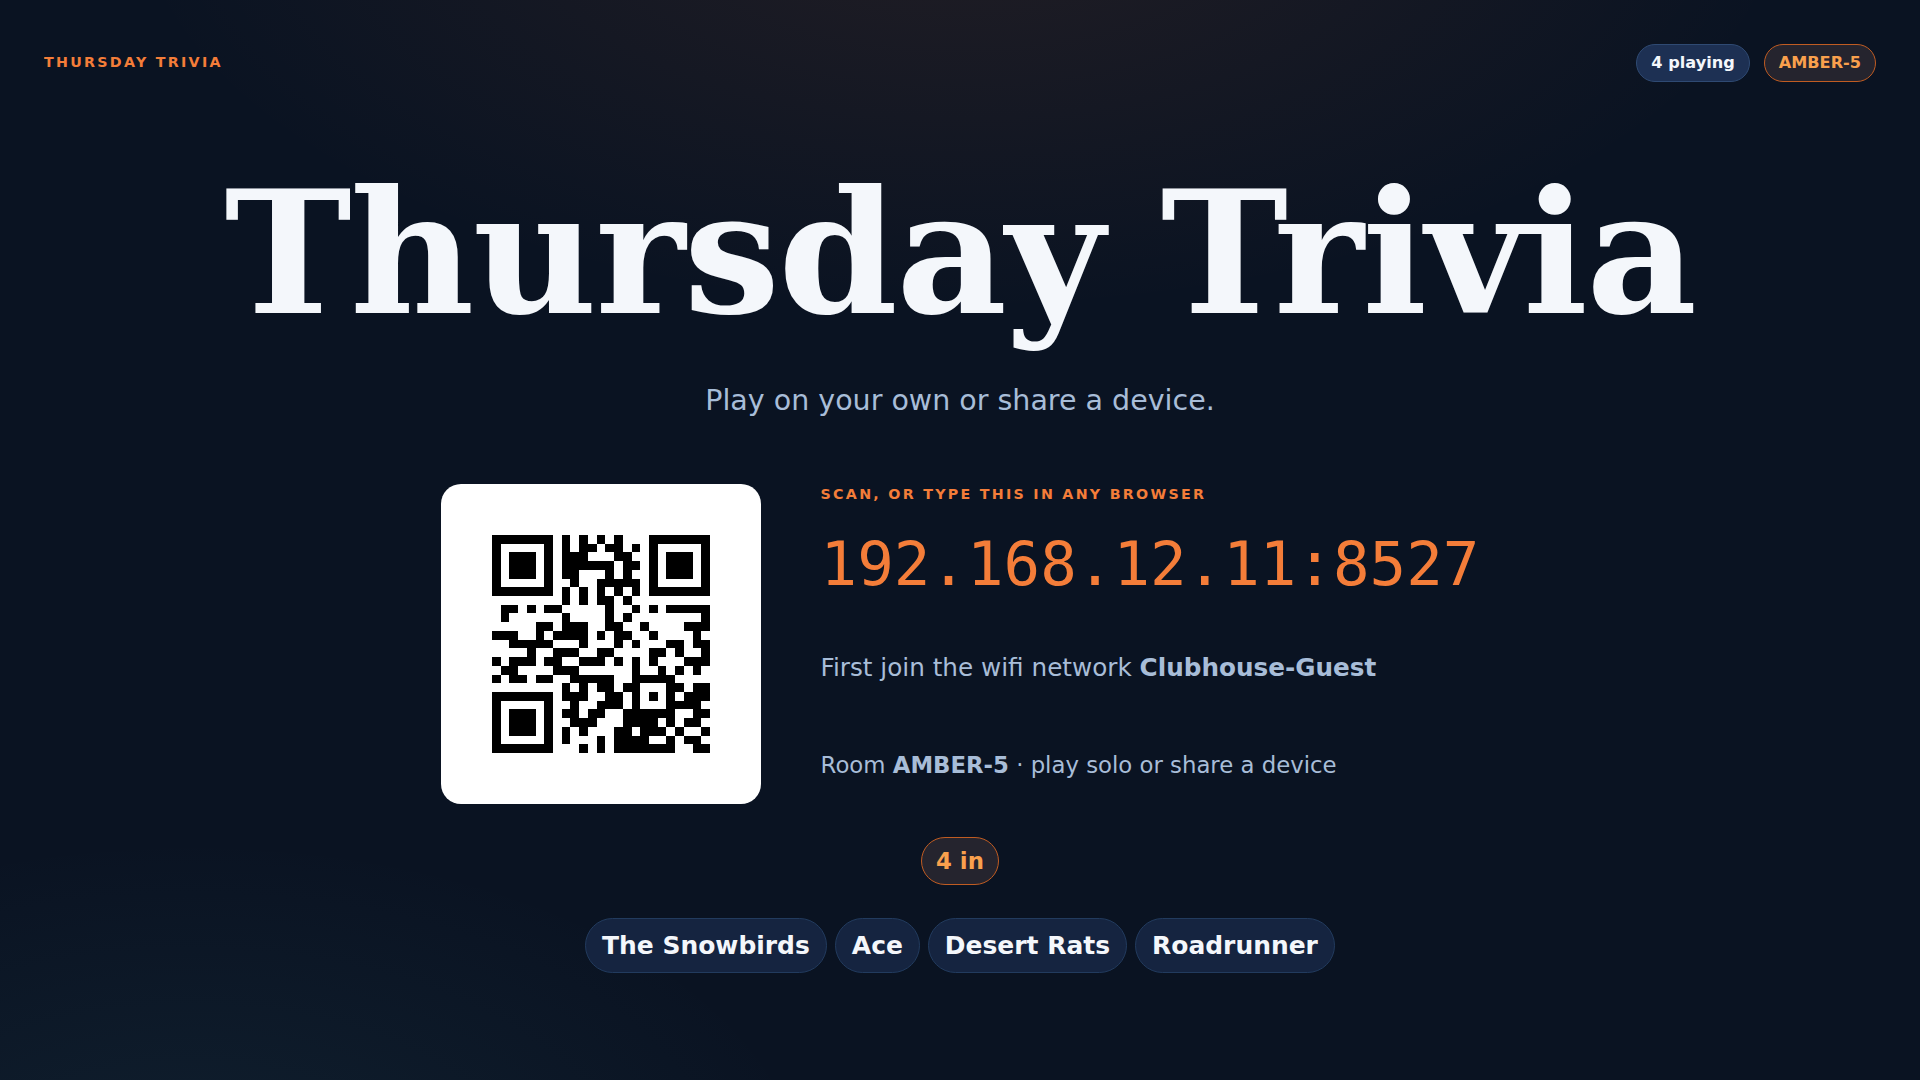 THURSDAY TRIVIA
4 playing
AMBER-5
Thursday Trivia
Play on your own or share a device.
SCAN, OR TYPE THIS IN ANY BROWSER
192.168.12.11:8527
First join the wifi network Clubhouse-Guest
Room AMBER-5 · play solo or share a device
4 in
The Snowbirds
Ace
Desert Rats
Roadrunner